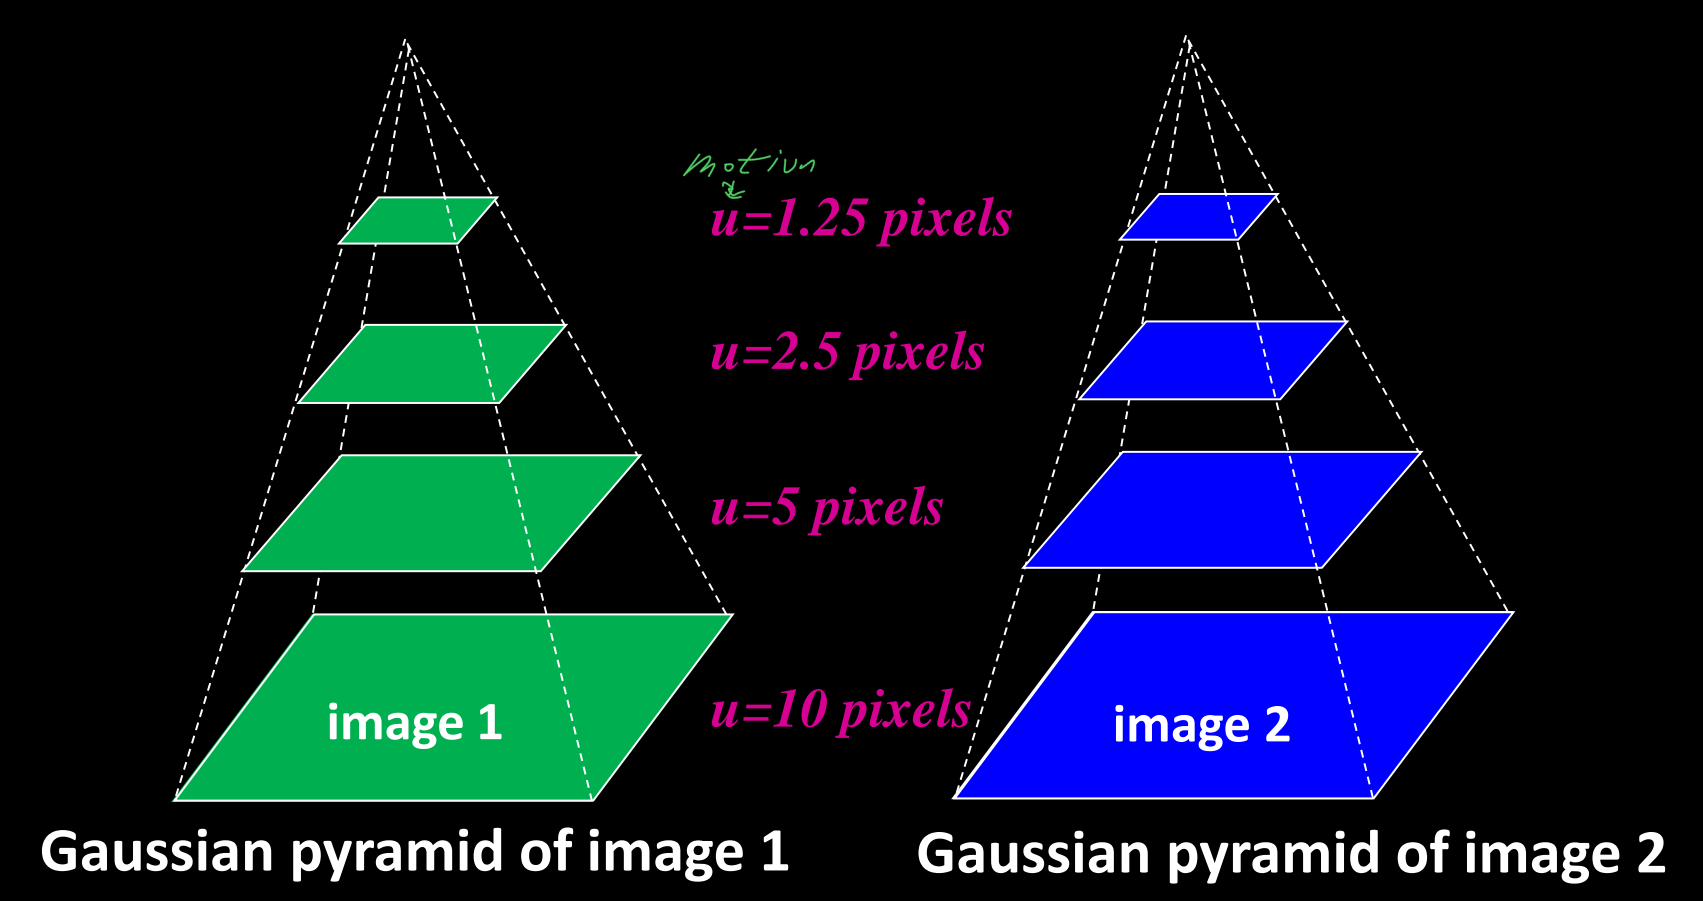 motion
u=1.25 pixels
u=2.5 pixels
u=5 pixels
u=10 pixels
image 1
image 2
Gaussian pyramid of image 1
Gaussian pyramid of image 2